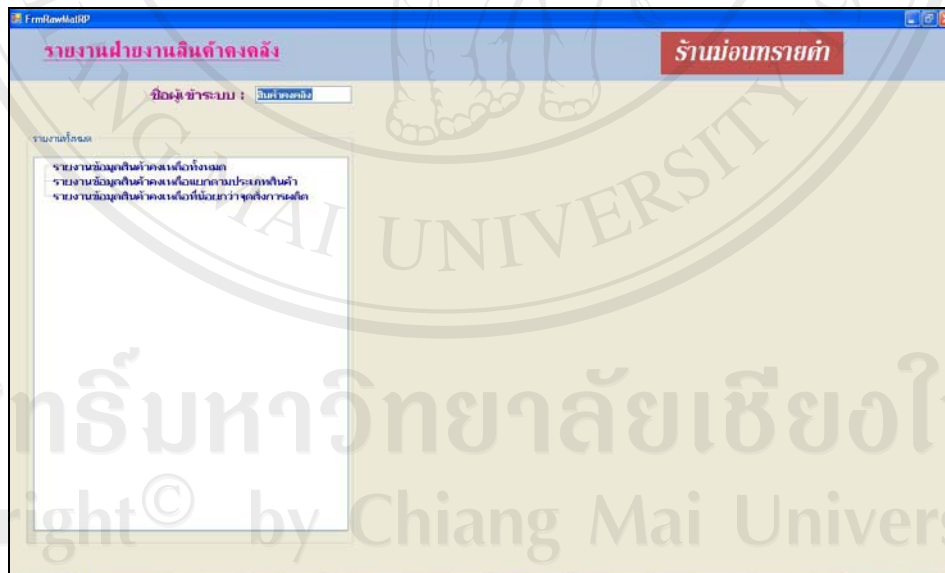 FrmRawMatRP
รายงานฝ่ายงานสินค้าคงคลัง
ร้านม่อนทรายคำ
ชื่อผู้เข้าระบบ : สินค้าคงคลัง
รายงานทั้งหมด
รายงานข้อมูลสินค้าคงเหลือทั้งหมด
รายงานข้อมูลสินค้าคงเหลือแยกตามประเภทสินค้า
รายงานข้อมูลสินค้าคงเหลือที่น้อยกว่าจุดสั่งการผลิต
ANG MAI UNIVERSITY
มหาวิทยาลัยเชียงใ
right© by Chiang Mai Univers